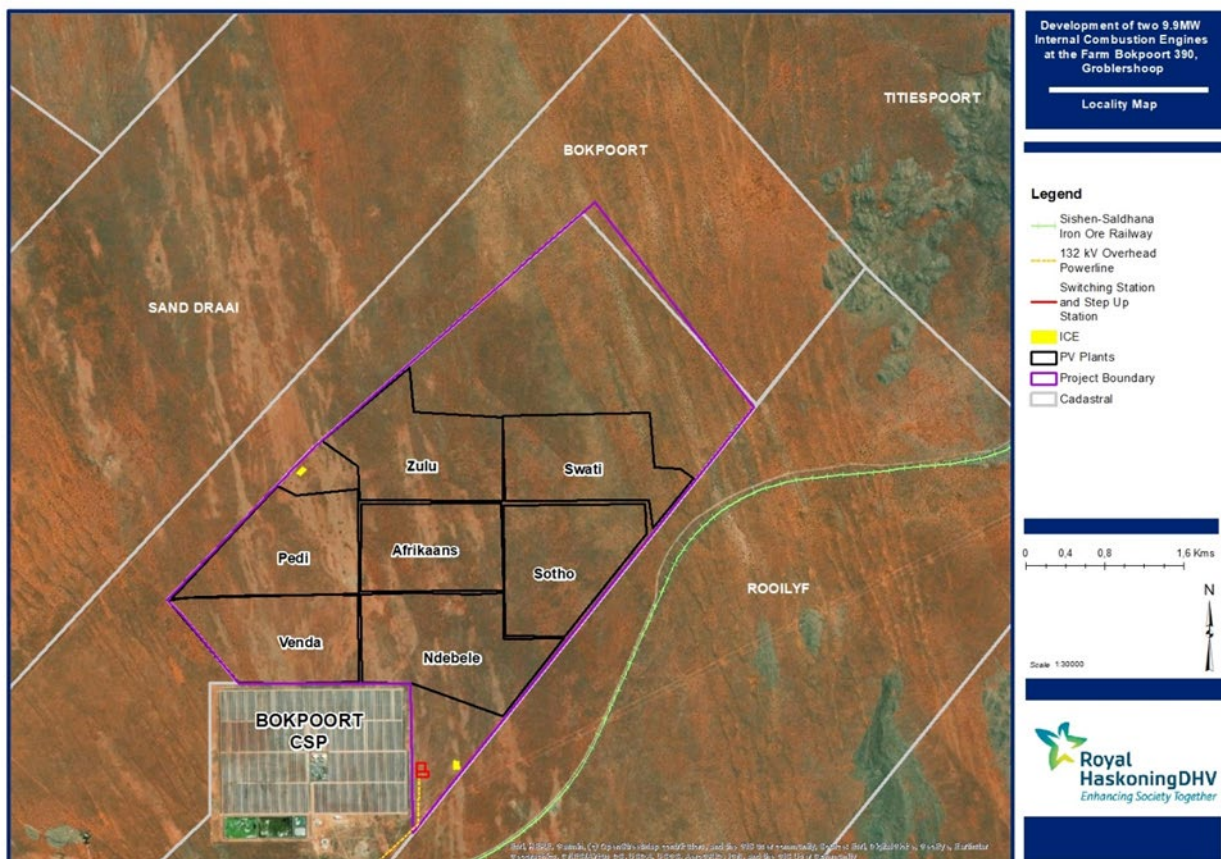 Development of two 9.9MW
Internal Combustion Engines
at the Farm Bokpoort 390,
Groblershoop
Locality Map
Legend
Sishen-Saldhana
Iron Ore Railway
132 kV Overhead
Powerline
Switching Station
and Step Up
Station
ICE
PV Plants
Project Boundary
Cadastral
0 0,4 0,8 1,6 Kms
N
Scale 1:30000
Royal
HaskoningDHV
Enhancing Society Together
TITIESPOORT
BOKPOORT
SAND DRAAI
Zulu
Swati
Pedi
Afrikaans
Sotho
ROOILYF
Venda
Ndebele
BOKPOORT
CSP